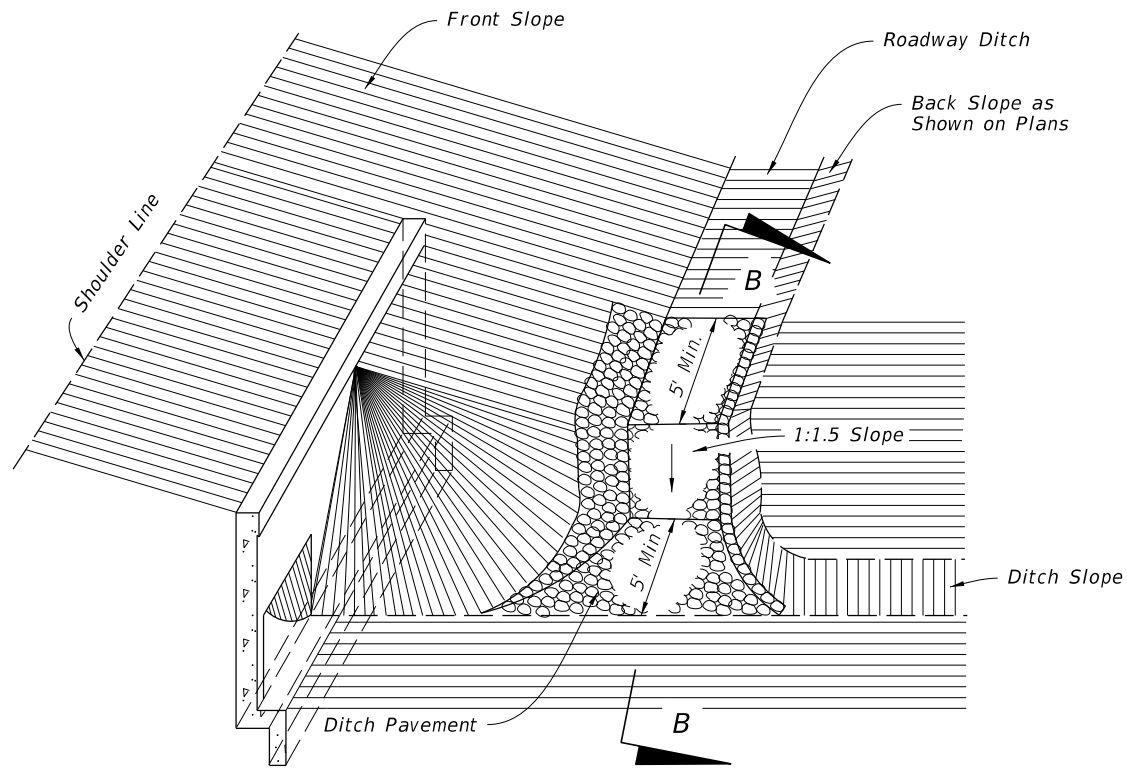 Front Slope
Roadway Ditch
Back Slope as
Shown on Plans
Shoulder Line
B
5' Min.
1:1.5 Slope
5' Min.
Ditch Slope
Ditch Pavement
B